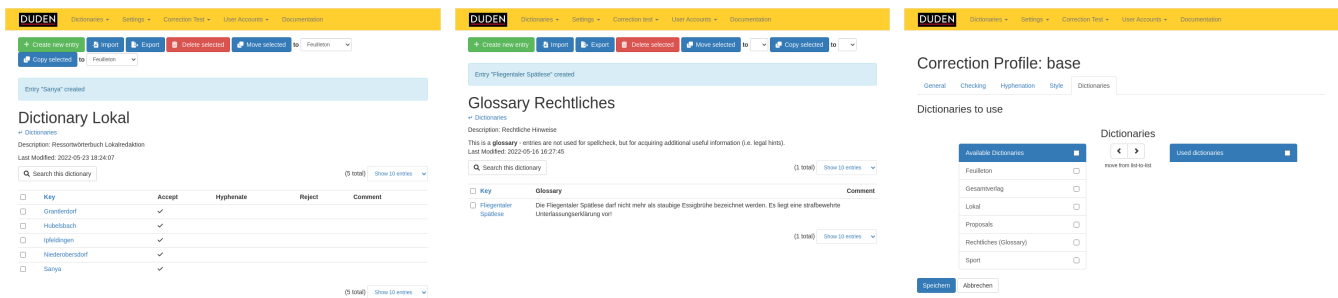 DUDEN Dictionaries Settings Correction Test User Accounts Documentation
+ Create new entry Import Export Delete selected Move selected to Feuilleton
Copy selected to Feuilleton
Entry "Sanya" created
Dictionary Lokal
↵ Dictionaries
Description: Ressortwörterbuch Lokalredaktion
Last Modified: 2022-05-23 18:24:07
Search this dictionary (5 total) Show 10 entries
Key Accept Hyphenate Reject Comment
Grantlerdorf ✓
Hubelsbach ✓
Ipfeldingen ✓
Niederobersdorf ✓
Sanya ✓
(5 total) Show 10 entries
DUDEN Dictionaries Settings Correction test User Accounts Documentation
+ Create new entry Import Export Delete selected Move selected to Copy selected to
Entry "Fliegentaler Spätlese" created
Glossary Rechtliches
↵ Dictionaries
Description: Rechtliche Hinweise
This is a glossary - entries are not used for spellcheck, but for acquiring additional useful information (i.e. legal hints).
Last Modified: 2022-05-16 16:27:45
Search this dictionary (1 total) Show 10 entries
Key Glossary Comment
Fliegentaler Die Fliegentaler Spätlese darf nicht mehr als staubige Essigbrühe bezeichnet werden. Es liegt eine strafbewehrte
Spätlese Unterlassungserklärung vor!
(1 total) Show 10 entries
DUDEN Dictionaries Settings Correction Test User Accounts Documentation
Correction Profile: base
General Checking Hyphenation Style Dictionaries
Dictionaries to use
Dictionaries
Available Dictionaries
move from list-to-list
Used dictionaries
Feuilleton
Gesamtverlag
Lokal
Proposals
Rechtliches (Glossary)
Sport
Speichern Abbrechen